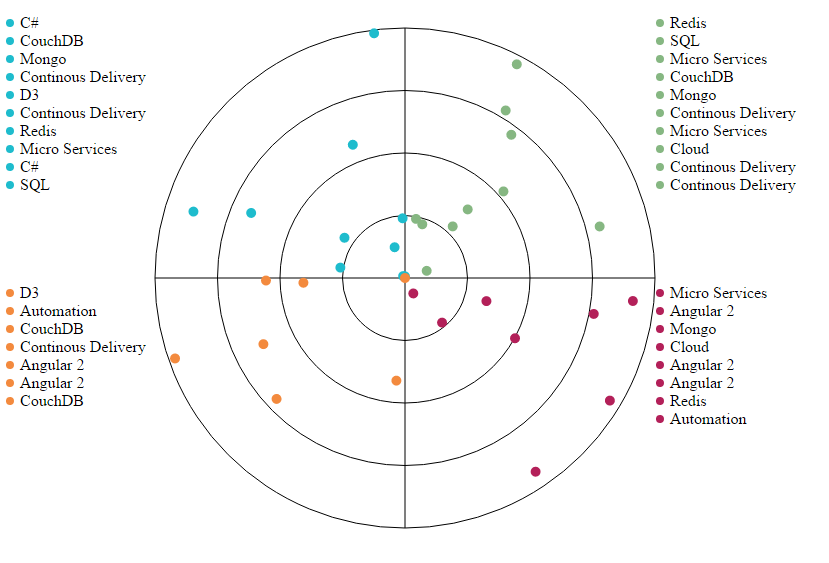 C#
CouchDB
Mongo
Continous Delivery
D3
Continous Delivery
Redis
Micro Services
C#
SQL
Redis
SQL
Micro Services
CouchDB
Mongo
Continous Delivery
Micro Services
Cloud
Continous Delivery
Continous Delivery
D3
Automation
CouchDB
Continous Delivery
Angular 2
Angular 2
CouchDB
Micro Services
Angular 2
Mongo
Cloud
Angular 2
Angular 2
Redis
Automation